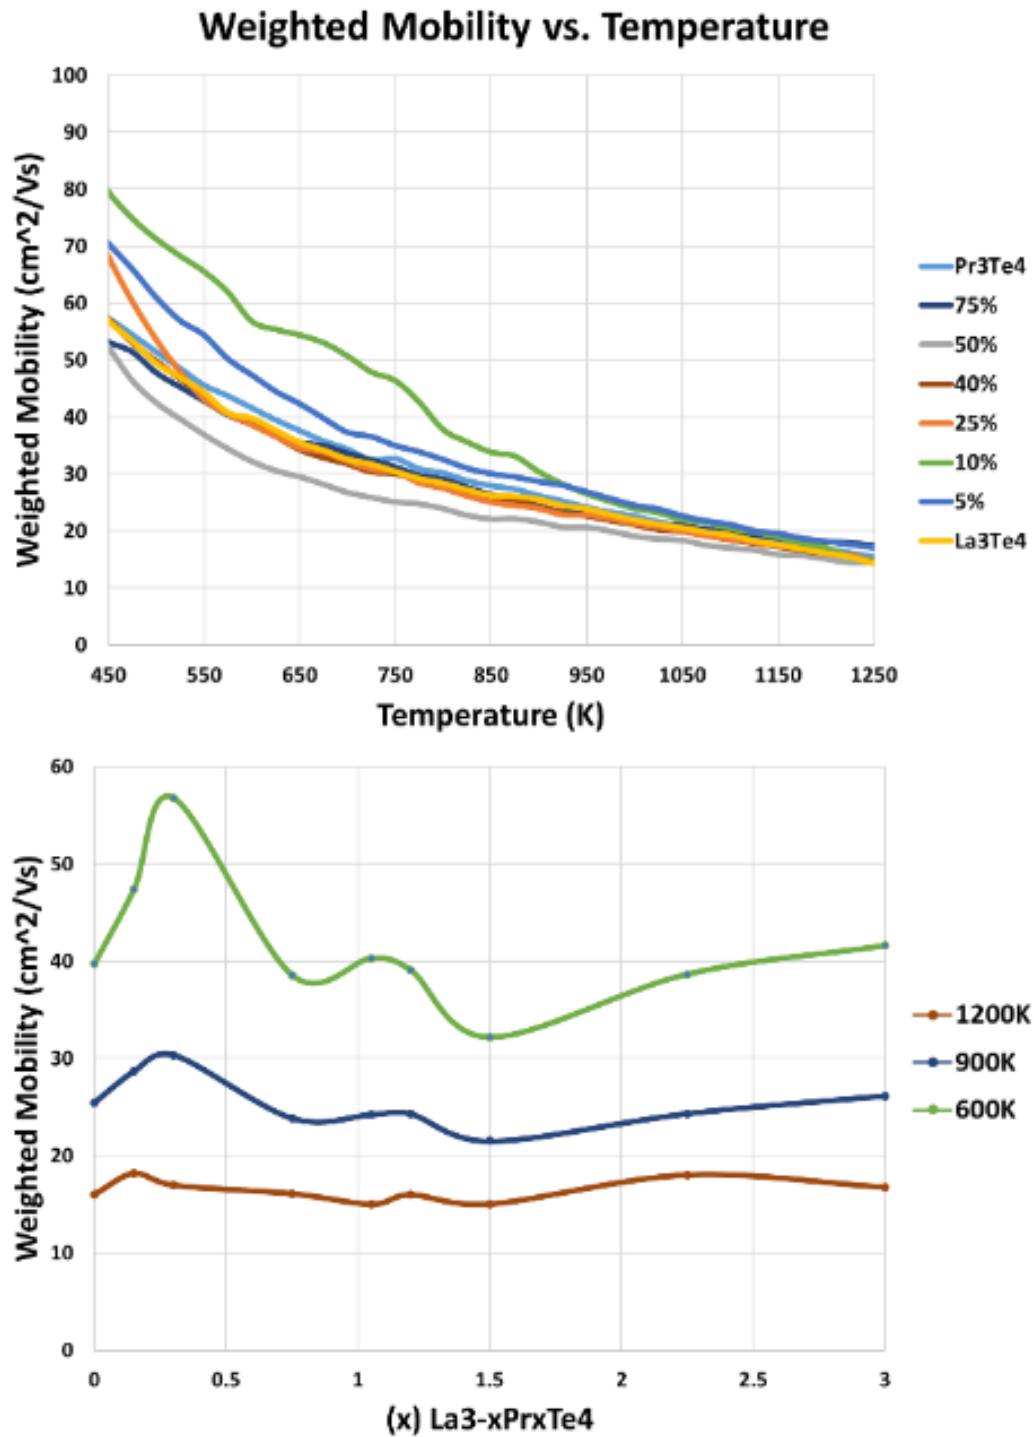 Weighted Mobility vs. Temperature
Weighted Mobility (cm^2/Vs)
100
90
80
70
60
50
40
30
20
10
0
450 550 650 750 850 950 1050 1150 1250
Temperature (K)
Pr3Te4
75%
50%
40%
25%
10%
5%
La3Te4
Weighted Mobility (cm^2/Vs)
60
50
40
30
20
10
0
0 0.5 1 1.5 2 2.5 3
(x) La3-xPrxTe4
1200K
900K
600K